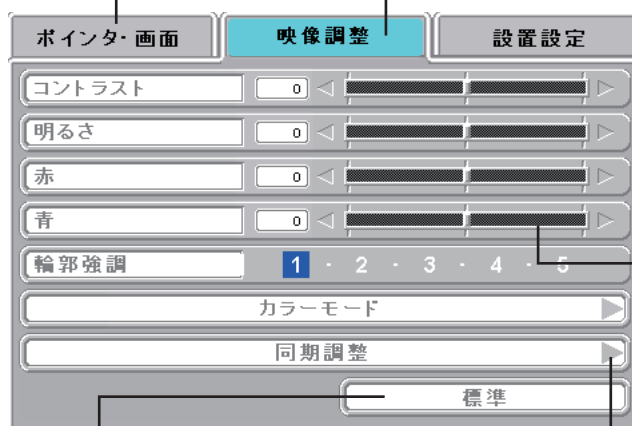 ポインタ・画面 映像調整 設置設定
コントラスト 0
明るさ 0
赤 0
青 0
輪郭強調 1 ・ 2 ・ 3 ・ 4 ・ 5
カラーモード
同期調整
標準